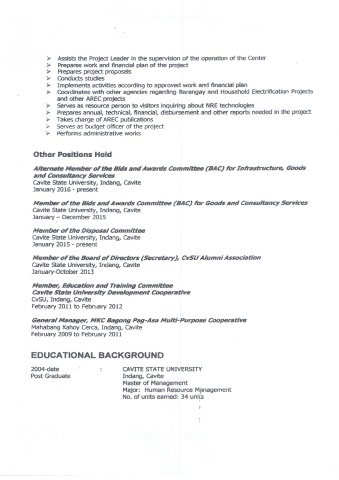 ➢ Assists the Project Leader in the supervision of the operation of the Center
➢ Prepares work and financial plan of the project
➢ Prepares project proposals
➢ Conducts studies
➢ Implements activities according to approved work and financial plan
➢ Coordinates with other agencies regarding Barangay and Household Electrification Projects
and other AREC projects
➢ Serves as resource person to visitors inquiring about NRE technologies
➢ Prepares annual, technical, financial, disbursement and other reports needed in the project
➢ Takes charge of AREC publications
➢ Serves as budget officer of the project
➢ Performs administrative works
Other Positions Held
Alternate Member of the Bids and Awards Committee (BAC) for Infrastructure, Goods
and Consultancy Services
Cavite State University, Indang, Cavite
January 2016 - present
Member of the Bids and Awards Committee (BAC) for Goods and Consultancy Services
Cavite State University, Indang, Cavite
January – December 2015
Member of the Disposal Committee
Cavite State University, Indang, Cavite
January 2015 - present
Member of the Board of Directors (Secretary), CvSU Alumni Association
Cavite State University, Indang, Cavite
January-October 2013
Member, Education and Training Committee
Cavite State University Development Cooperative
CvSU, Indang, Cavite
February 2011 to February 2012
General Manager, MKC Bagong Pag-Asa Multi-Purpose Cooperative
Mahabang Kahoy Cerca, Indang, Cavite
February 2009 to February 2011
EDUCATIONAL BACKGROUND
2004-date : CAVITE STATE UNIVERSITY
Post Graduate Indang, Cavite
Master of Management
Major: Human Resource Management
No. of units earned: 34 units